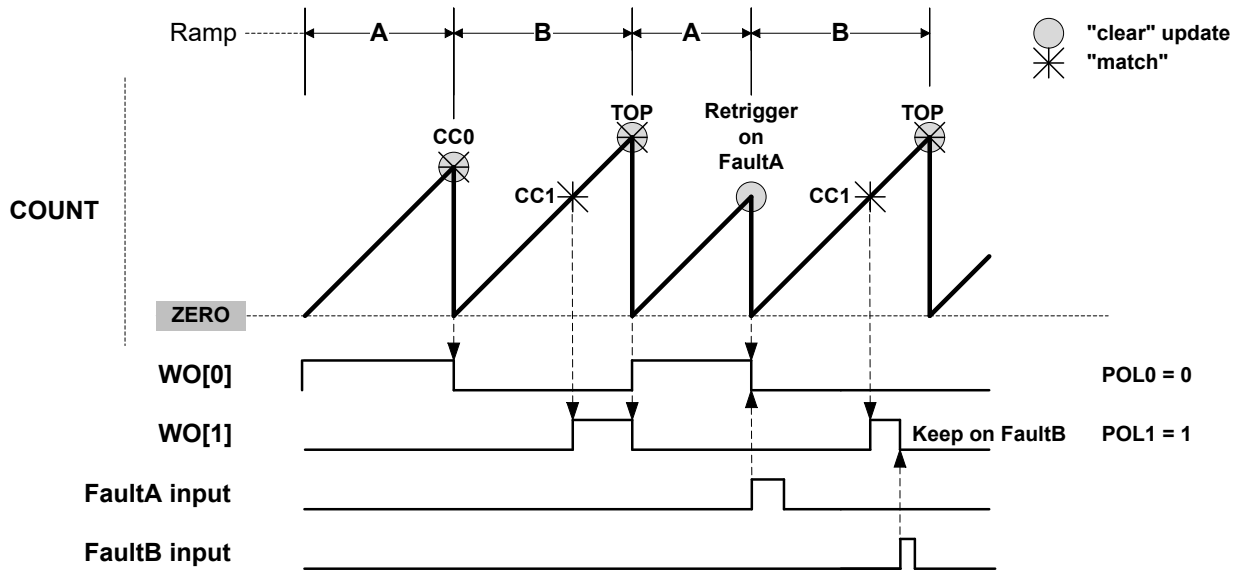 Ramp A B A B
"clear" update
"match"
CC0 TOP Retrigger TOP
on
FaultA
CC1 CC1
COUNT
ZERO
WO[0] POL0 = 0
WO[1] Keep on FaultB POL1 = 1
FaultA input
FaultB input